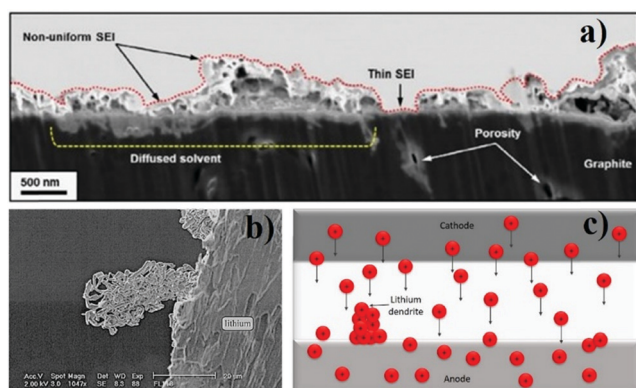 a)
Non-uniform SEI
Thin SEI
Diffused solvent
Porosity
Graphite
500 nm
b)
lithium
Acc.V Spot Magn Det WD Exp
2.00 kV 3.0 1047x SE 8.3 88
20 µm
c)
Cathode
Lithium
dendrite
Anode